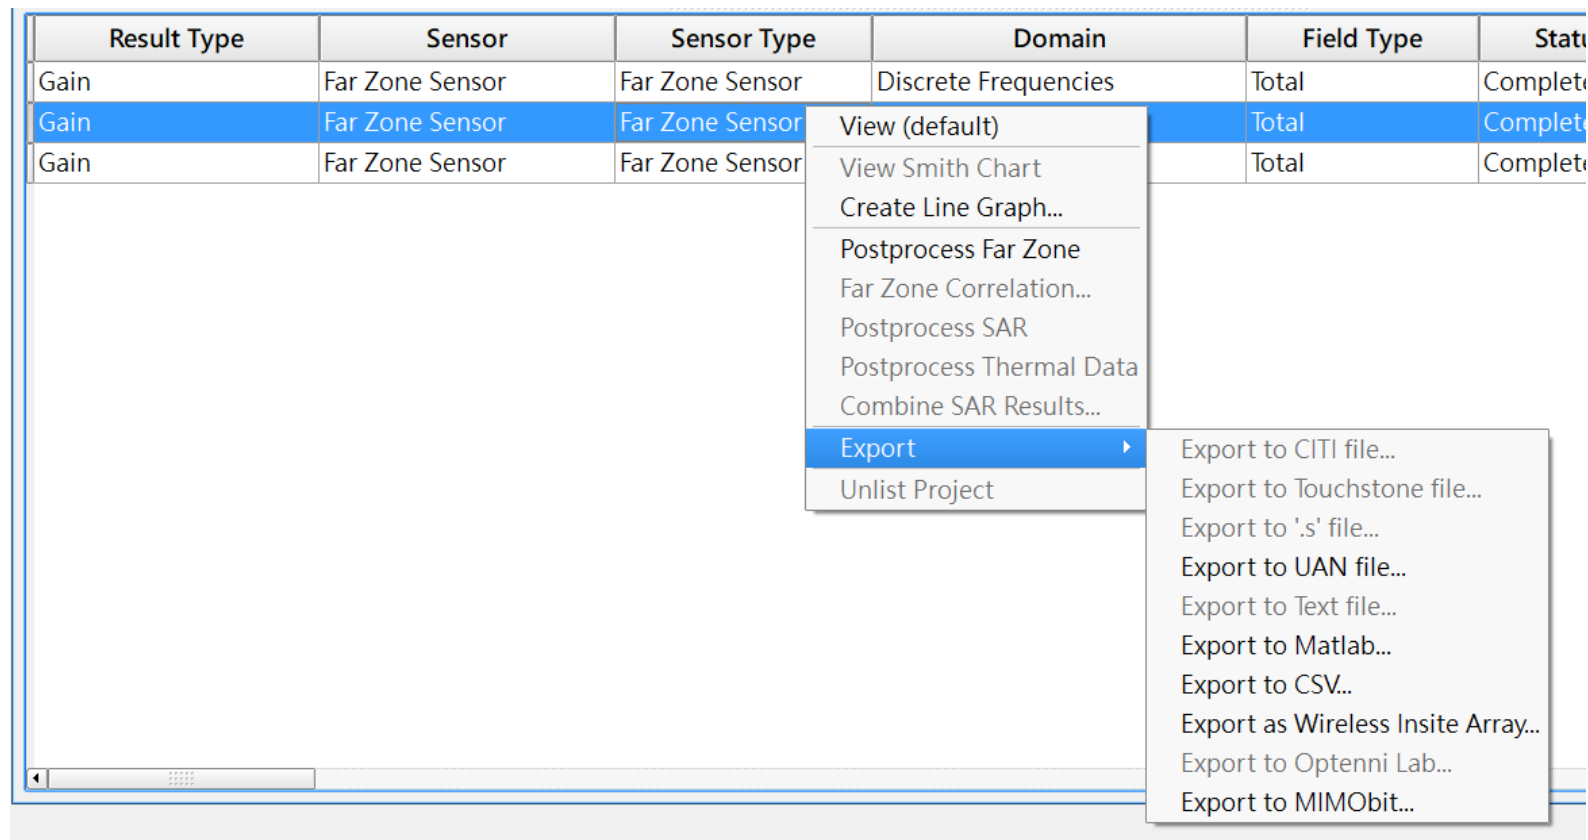 Result Type Sensor Sensor Type Domain Field Type Statu
Gain Far Zone Sensor Far Zone Sensor Discrete Frequencies Total Complete
Gain Far Zone Sensor Far Zone Sensor Total Complete
Gain Far Zone Sensor Far Zone Sensor Total Complete
View (default)
View Smith Chart
Create Line Graph...
Postprocess Far Zone
Far Zone Correlation...
Postprocess SAR
Postprocess Thermal Data
Combine SAR Results...
Export
Unlist Project
Export to CITI file...
Export to Touchstone file...
Export to '.s' file...
Export to UAN file...
Export to Text file...
Export to Matlab...
Export to CSV...
Export as Wireless Insite Array...
Export to Optenni Lab...
Export to MIMObit...